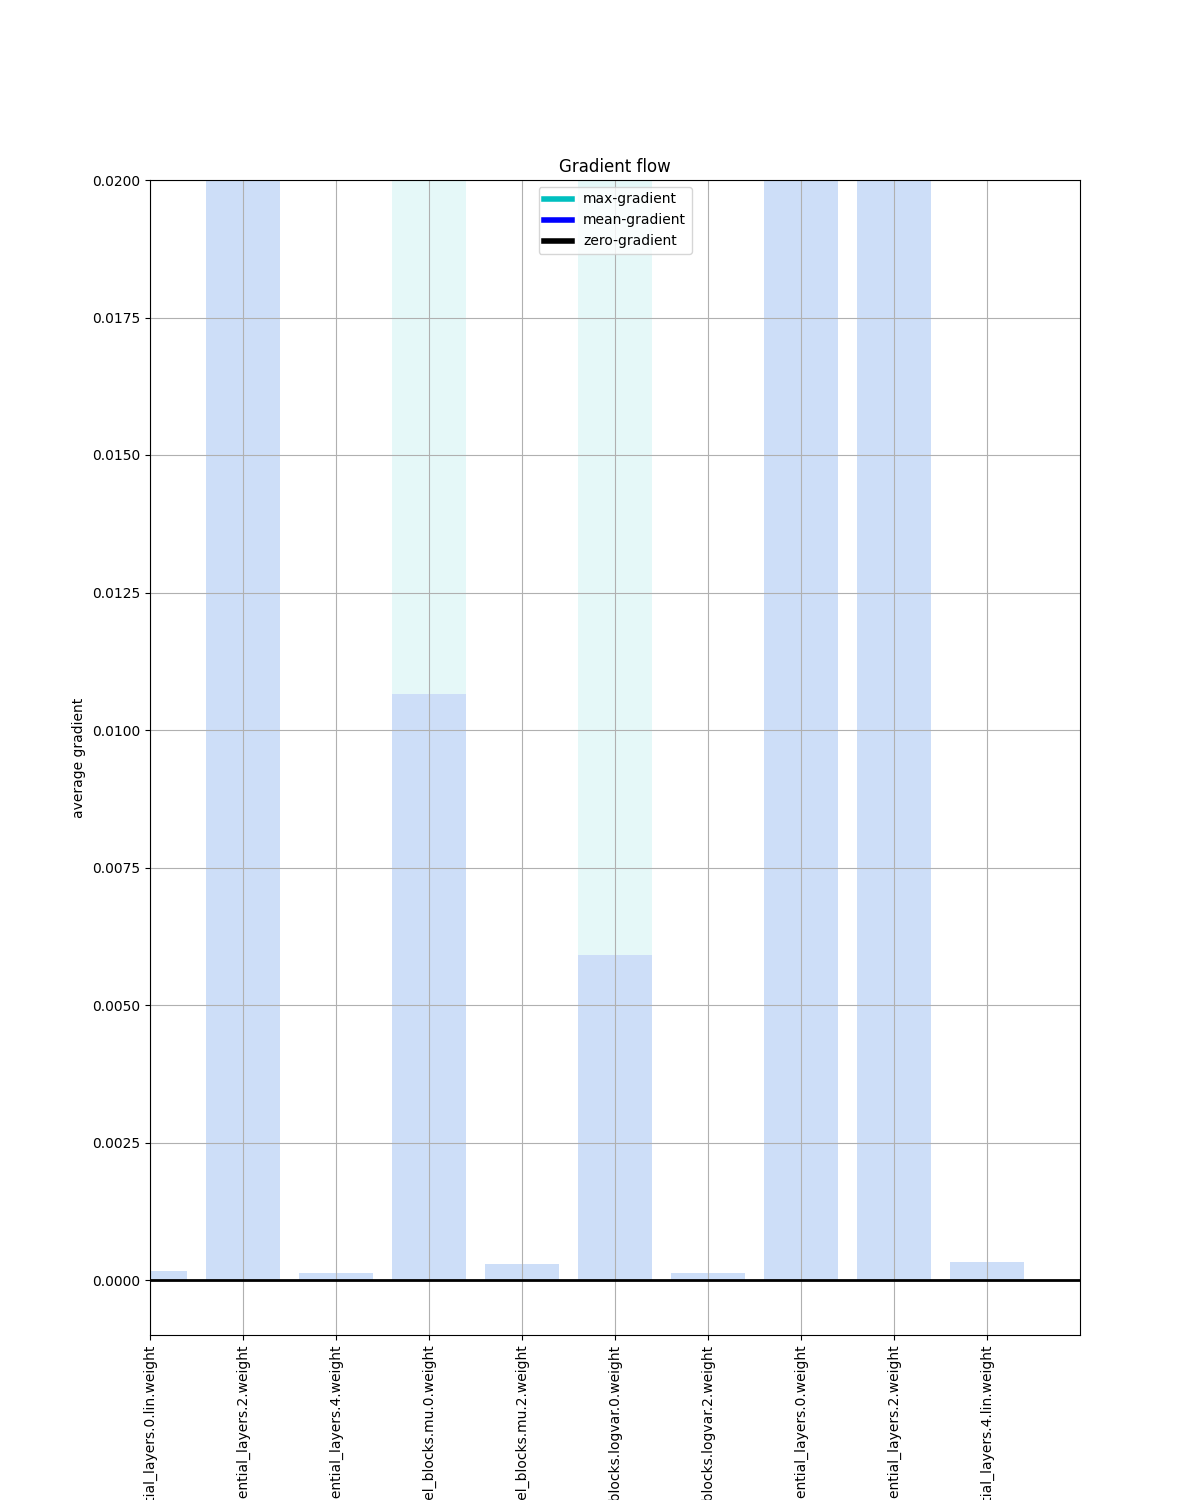 Gradient flow
max-gradient
mean-gradient
zero-gradient
0.0200
0.0175
0.0150
0.0125
0.0100
0.0075
0.0050
0.0025
0.0000
average gradient
tial_layers.0.lin.weight
ential_layers.2.weight
ential_layers.4.weight
el_blocks.mu.0.weight
el_blocks.mu.2.weight
blocks.logvar.0.weight
blocks.logvar.2.weight
ential_layers.0.weight
ential_layers.2.weight
tial_layers.4.lin.weight